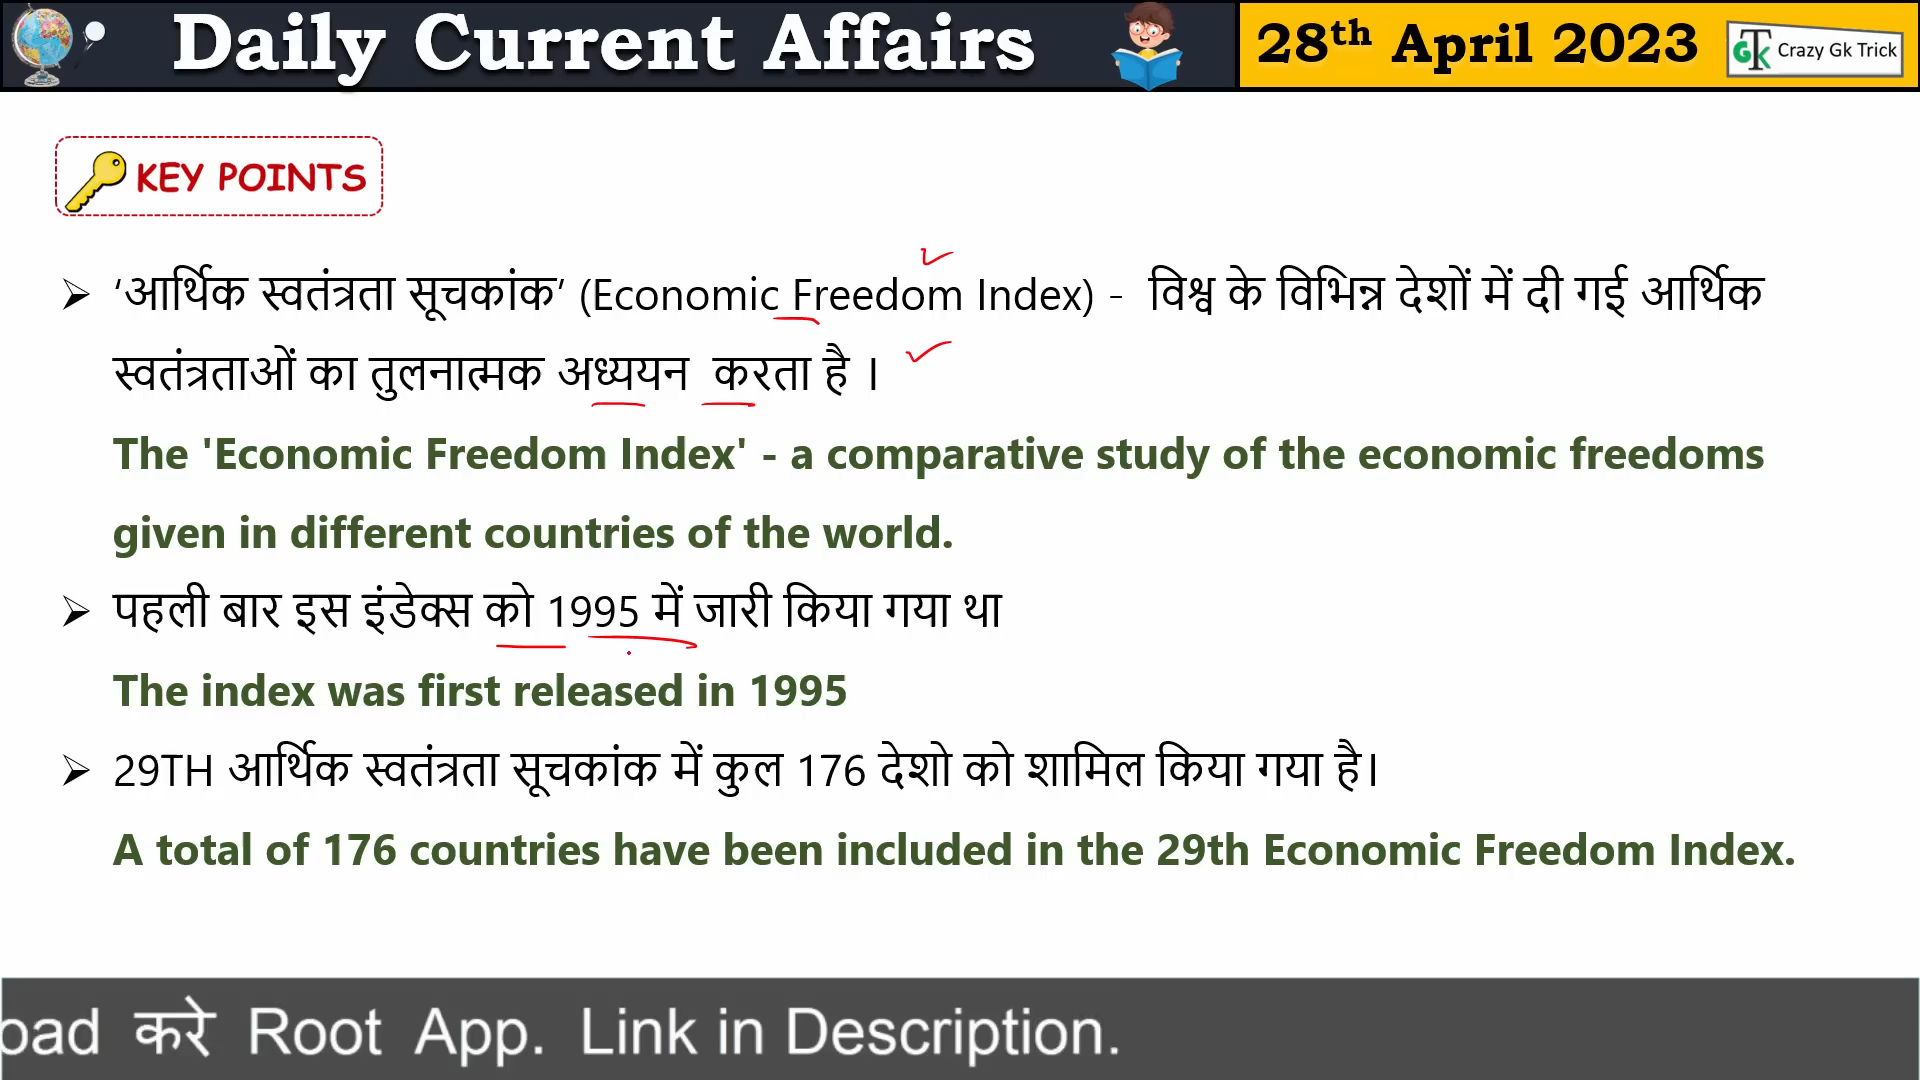 Daily Current Affairs
28th April 2023
GTK Crazy Gk Trick
KEY POINTS
➢ ‘आर्थिक स्वतंत्रता सूचकांक’ (Economic Freedom Index) - विश्व के विभिन्न देशों में दी गई आर्थिक
स्वतंत्रताओं का तुलनात्मक अध्ययन करता है ।
The 'Economic Freedom Index' - a comparative study of the economic freedoms
given in different countries of the world.
➢ पहली बार इस इंडेक्स को 1995 में जारी किया गया था
The index was first released in 1995
➢ 29TH आर्थिक स्वतंत्रता सूचकांक में कुल 176 देशो को शामिल किया गया है।
A total of 176 countries have been included in the 29th Economic Freedom Index.
oad करे Root App. Link in Description.